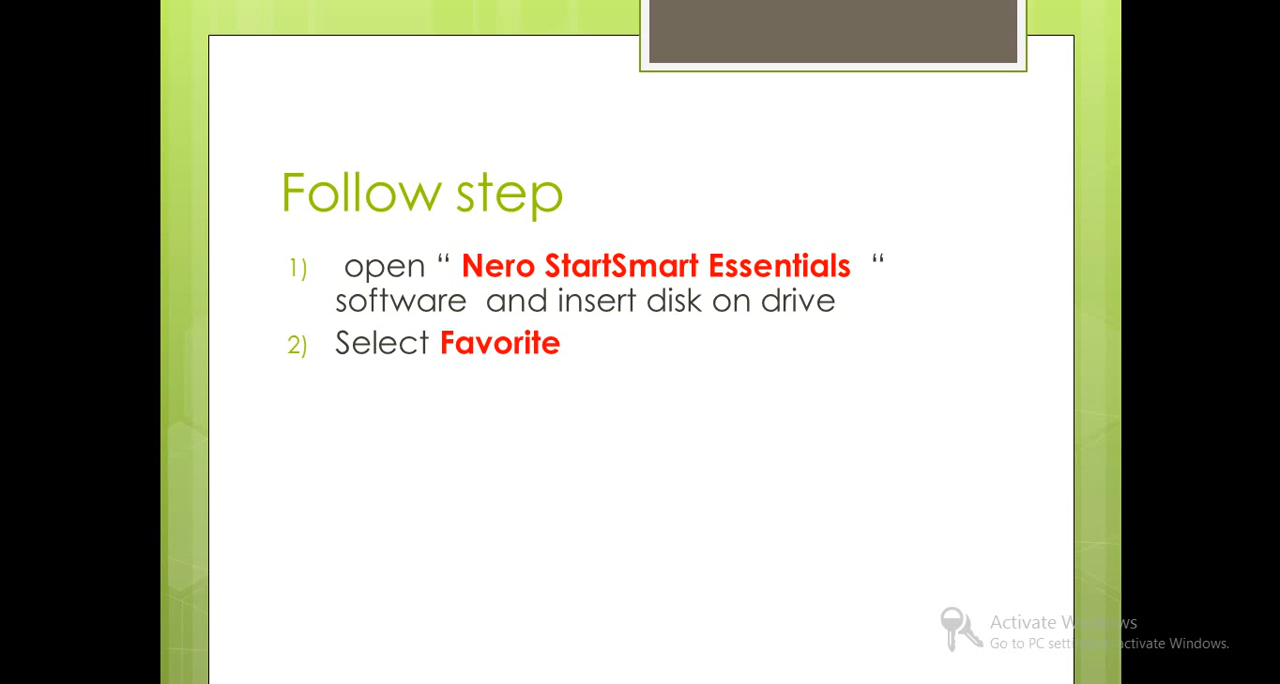 Follow step
1) open “ Nero StartSmart Essentials “
software and insert disk on drive
2) Select Favorite
Activate Windows
Go to PC settings to activate Windows.